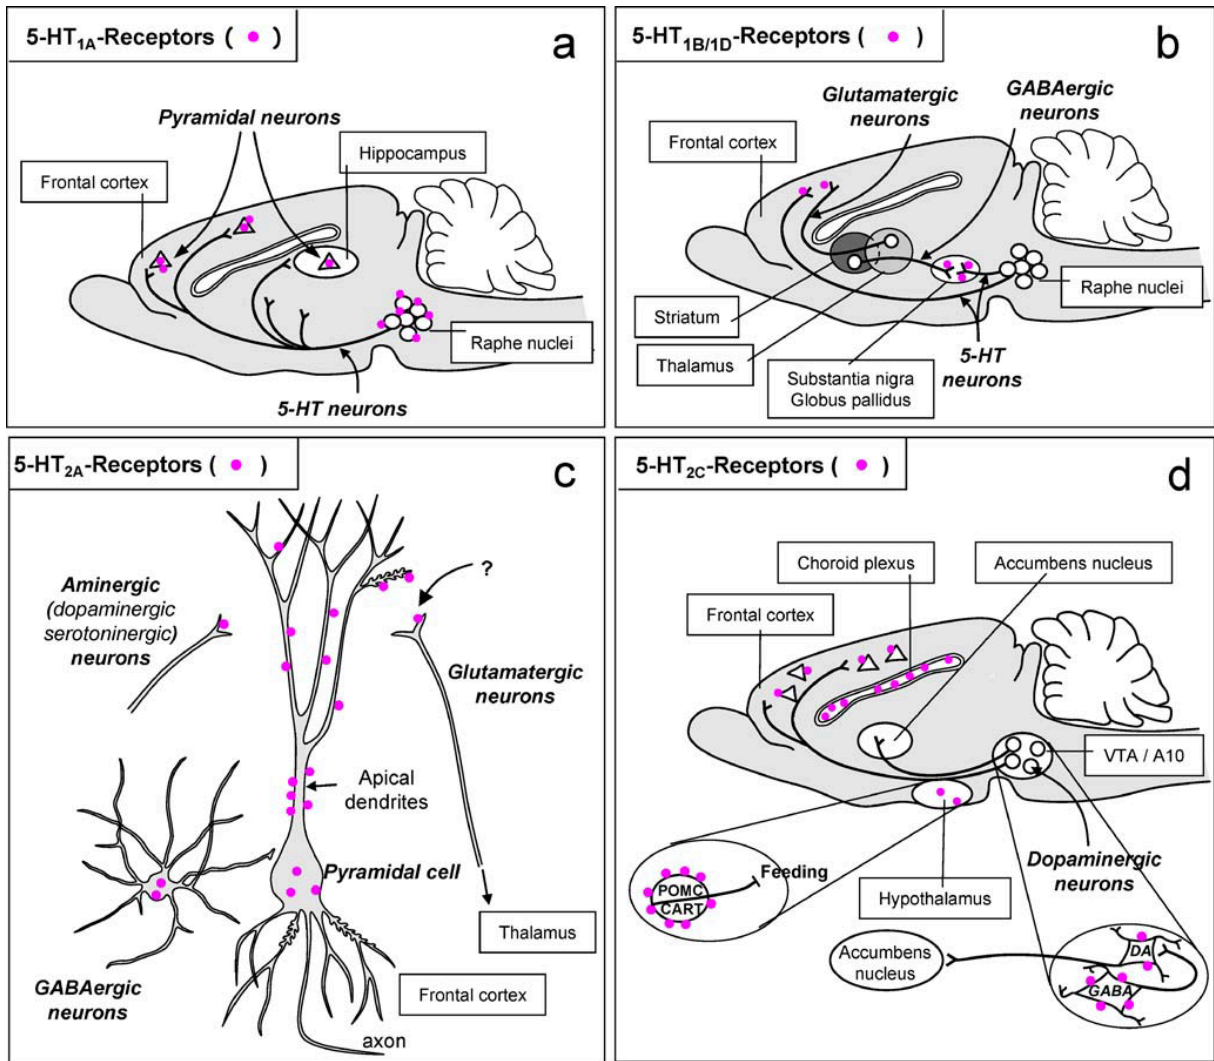 5-HT1A-Receptors ( )
a
Pyramidal neurons
Hippocampus
Frontal cortex
Raphe nuclei
5-HT neurons
5-HT1B/1D-Receptors ( )
b
Glutamatergic
neurons
GABAergic
neurons
Frontal cortex
Raphe nuclei
Striatum
Thalamus
Substantia nigra
Globus pallidus
5-HT
neurons
5-HT2A-Receptors ( )
c
?
Aminergic
(dopaminergic
serotoninergic)
neurons
Glutamatergic
neurons
Apical
dendrites
Pyramidal cell
Thalamus
GABAergic
neurons
Frontal cortex
axon
5-HT2C-Receptors ( )
d
Choroid plexus
Accumbens nucleus
Frontal cortex
VTA / A10
Dopaminergic
neurons
Feeding
POMC
CART
Hypothalamus
Accumbens
nucleus
DA
GABA